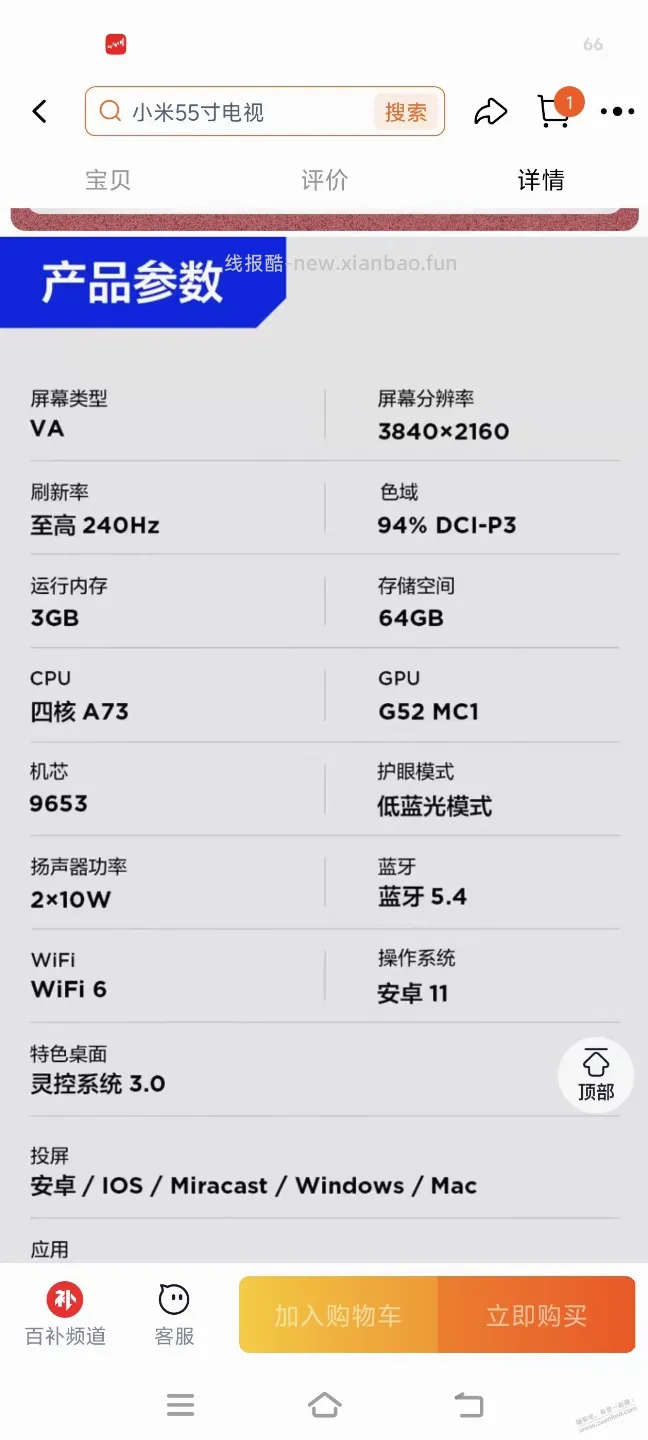 66
小米55寸电视
搜索
1
宝贝
评价
详情
产品参数
线报酷-new.xianbao.fun
屏幕类型
VA
屏幕分辨率
3840×2160
刷新率
至高 240Hz
色域
94% DCI-P3
运行内存
3GB
存储空间
64GB
CPU
四核 A73
GPU
G52 MC1
机芯
9653
护眼模式
低蓝光模式
扬声器功率
2×10W
蓝牙
蓝牙 5.4
WiFi
WiFi 6
操作系统
安卓 11
特色桌面
灵控系统 3.0
顶部
投屏
安卓 / IOS / Miracast / Windows / Mac
应用
补
百补频道
客服
加入购物车
立即购买